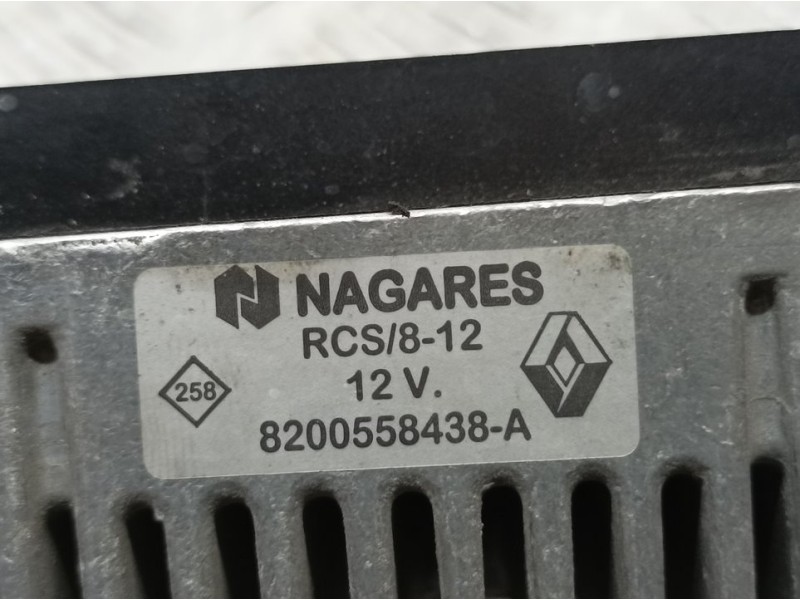 NAGARES
RCS/8-12
258
12 V.
8200558438-A